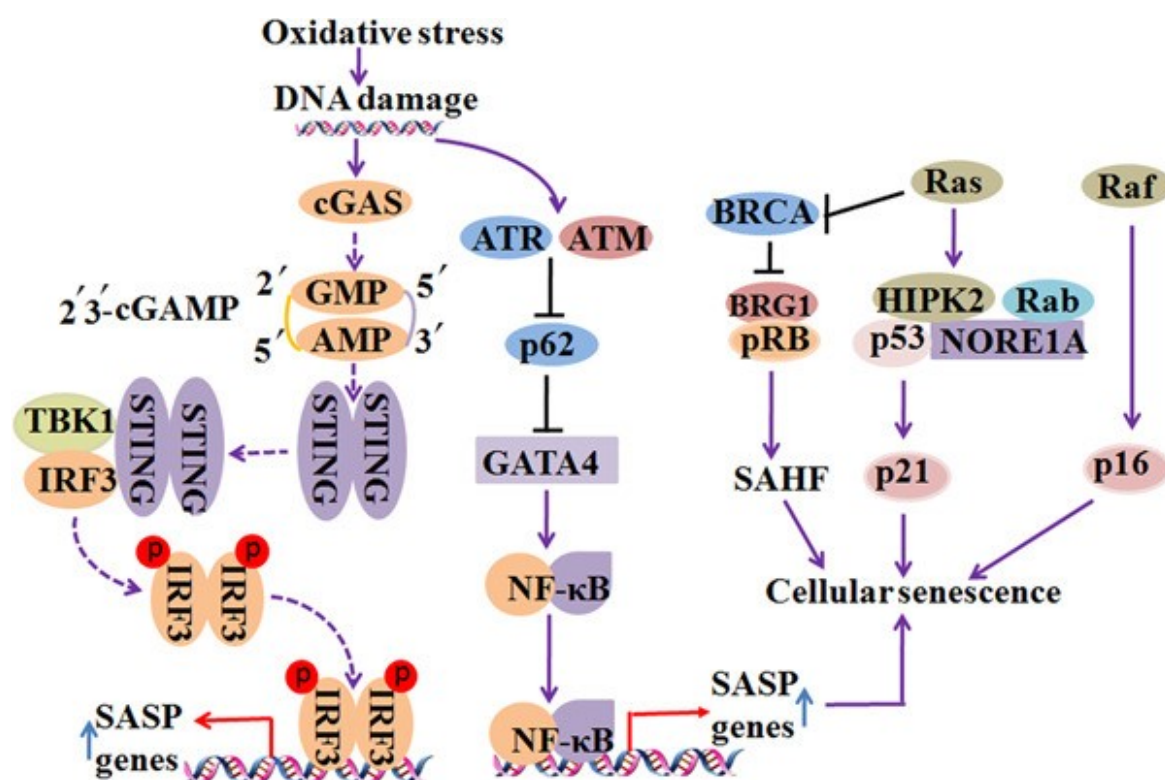 Oxidative stress
DNA damage
cGAS
2′ GMP 5′
2′3′-cGAMP
5′ AMP 3′
STING
STING
TBK1
IRF3
STING
STING
P
P
IRF3
IRF3
P
P
IRF3
IRF3
SASP
genes
ATR ATM
p62
GATA4
NF-κB
NF-κB
SASP
genes
BRCA
BRG1
pRB
SAHF
Ras
HIPK2 Rab
p53 NORE1A
p21
Raf
p16
Cellular senescence